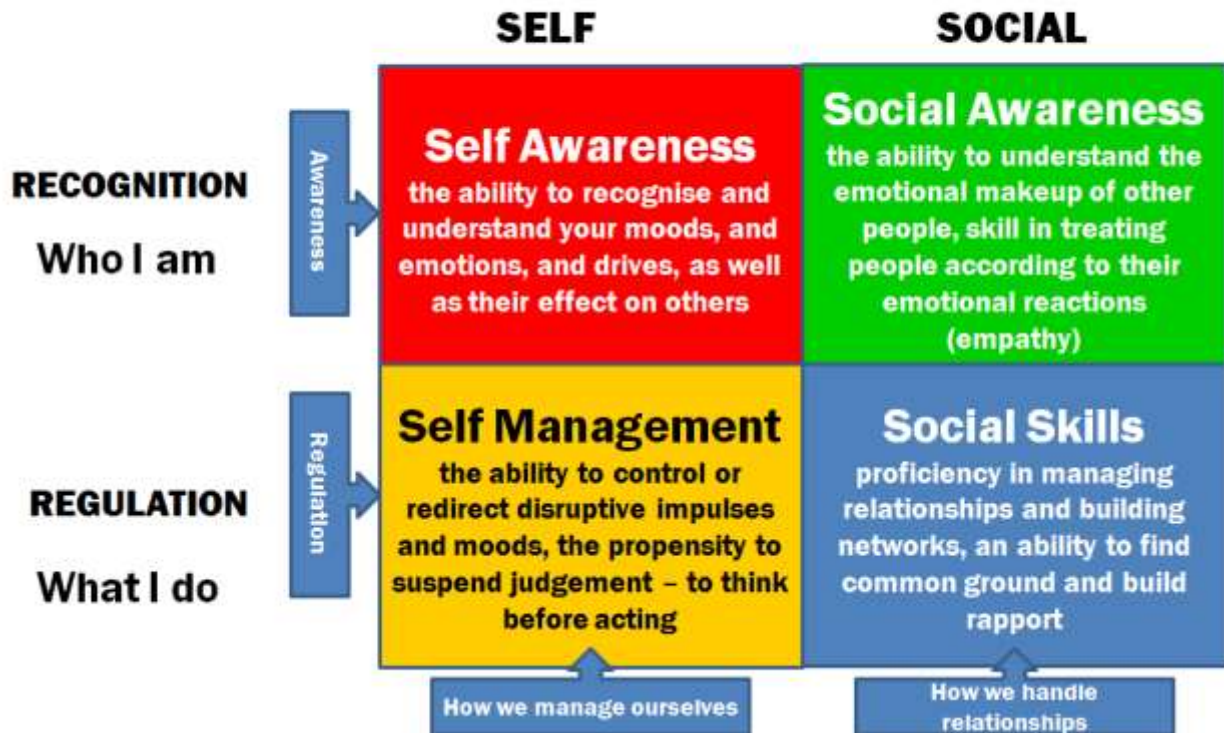 SELF
SOCIAL
RECOGNITION
Who I am
Awareness
Self Awareness
the ability to recognise and
understand your moods, and
emotions, and drives, as well
as their effect on others
Social Awareness
the ability to understand the
emotional makeup of other
people, skill in treating
people according to their
emotional reactions
(empathy)
REGULATION
What I do
Regulation
Self Management
the ability to control or
redirect disruptive impulses
and moods, the propensity to
suspend judgement – to think
before acting
Social Skills
proficiency in managing
relationships and building
networks, an ability to find
common ground and build
rapport
How we manage ourselves
How we handle
relationships